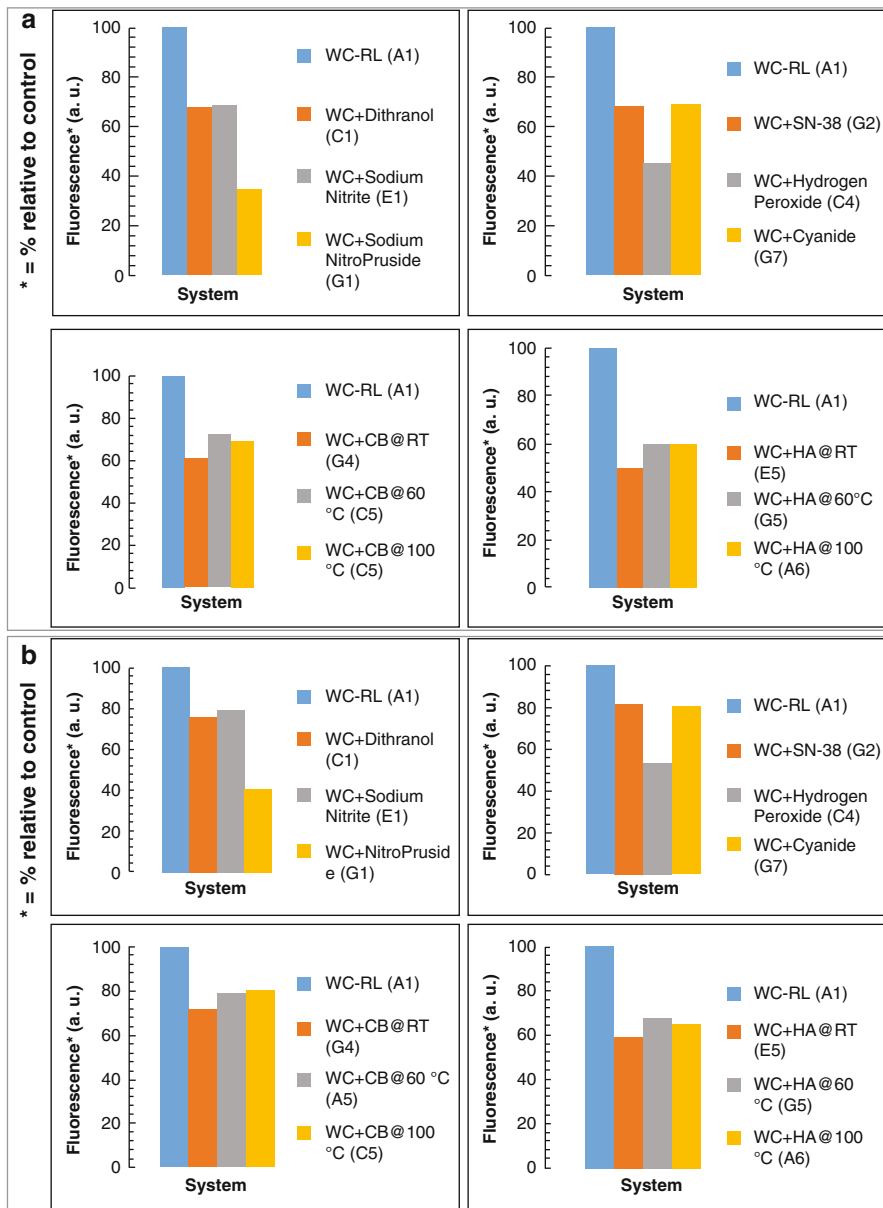 a
* = % relative to control
Fluorescence* (a. u.)
100
80
60
40
20
0
System
WC-RL (A1)
WC+Dithranol
(C1)
WC+Sodium
Nitrite (E1)
WC+Sodium
NitroPruside
(G1)
Fluorescence* (a. u.)
100
80
60
40
20
0
System
WC-RL (A1)
WC+SN-38 (G2)
WC+Hydrogen
Peroxide (C4)
WC+Cyanide
(G7)
Fluorescence* (a. u.)
100
80
60
40
20
0
System
WC-RL (A1)
WC+CB@RT
(G4)
WC+CB@60
°C (C5)
WC+CB@100
°C (C5)
Fluorescence* (a. u.)
100
80
60
40
20
0
System
WC-RL (A1)
WC+HA@RT
(E5)
WC+HA@60°C
(G5)
WC+HA@100
°C (A6)
b
* = % relative to control
Fluorescence* (a. u.)
100
80
60
40
20
0
System
WC-RL (A1)
WC+Dithranol
(C1)
WC+Sodium
Nitrite (E1)
WC+NitroPrusid
e (G1)
Fluorescence* (a. u.)
100
80
60
40
20
0
System
WC-RL (A1)
WC+SN-38 (G2)
WC+Hydrogen
Peroxide (C4)
WC+Cyanide
(G7)
Fluorescence* (a. u.)
100
80
60
40
20
0
System
WC-RL (A1)
WC+CB@RT
(G4)
WC+CB@60 °C
(A5)
WC+CB@100
°C (C5)
Fluorescence* (a. u.)
100
80
60
40
20
0
System
WC-RL (A1)
WC+HA@RT
(E5)
WC+HA@60
°C (G5)
WC+HA@100
°C (A6)